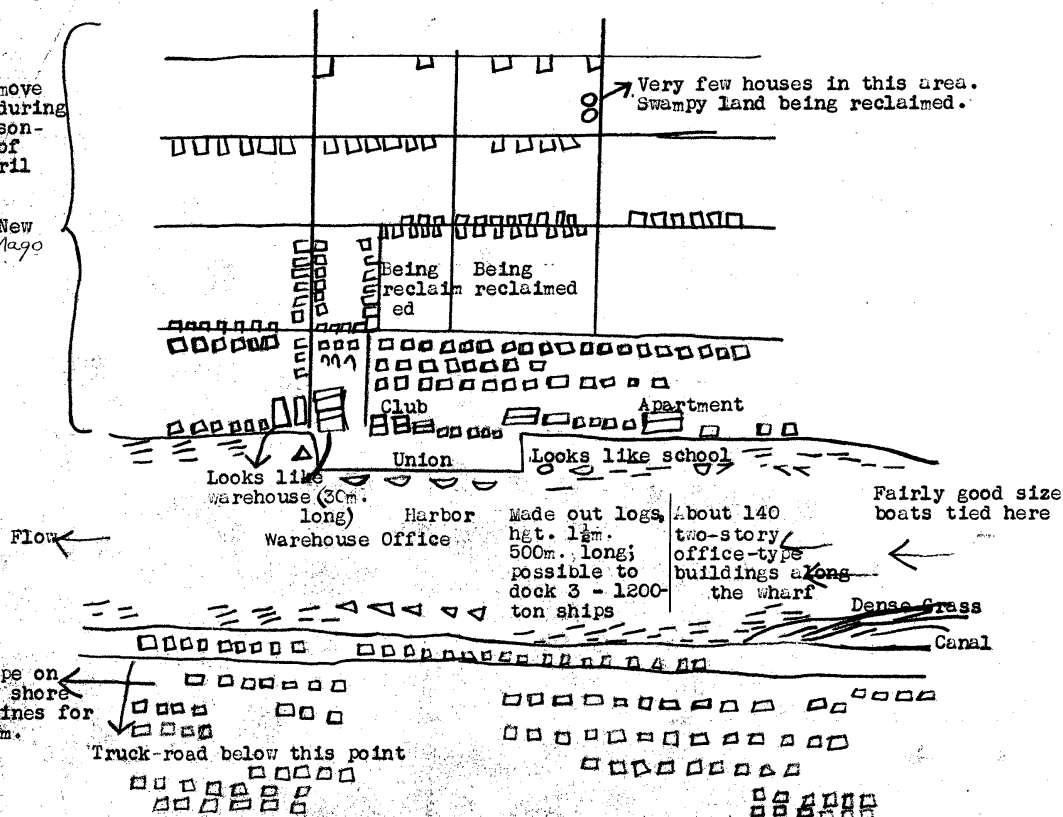 move
during
son-
of
ril
New
Mago
Very few houses in this area.
Swampy land being reclaimed.
Being
reclaim
ed
Being
reclaimed
Club
Apartment
Union
Looks like school
Looks like
warehouse (30m.
long)
Harbor
Warehouse Office
Made out logs,
hgt. 1½m.
500m. long;
possible to
dock 3 - 1200-
ton ships
About 140
two-story
office-type
buildings along
the wharf
Fairly good size
boats tied here
Flow
Dense Grass
Canal
pe on
shore
ines for
m.
Truck-road below this point